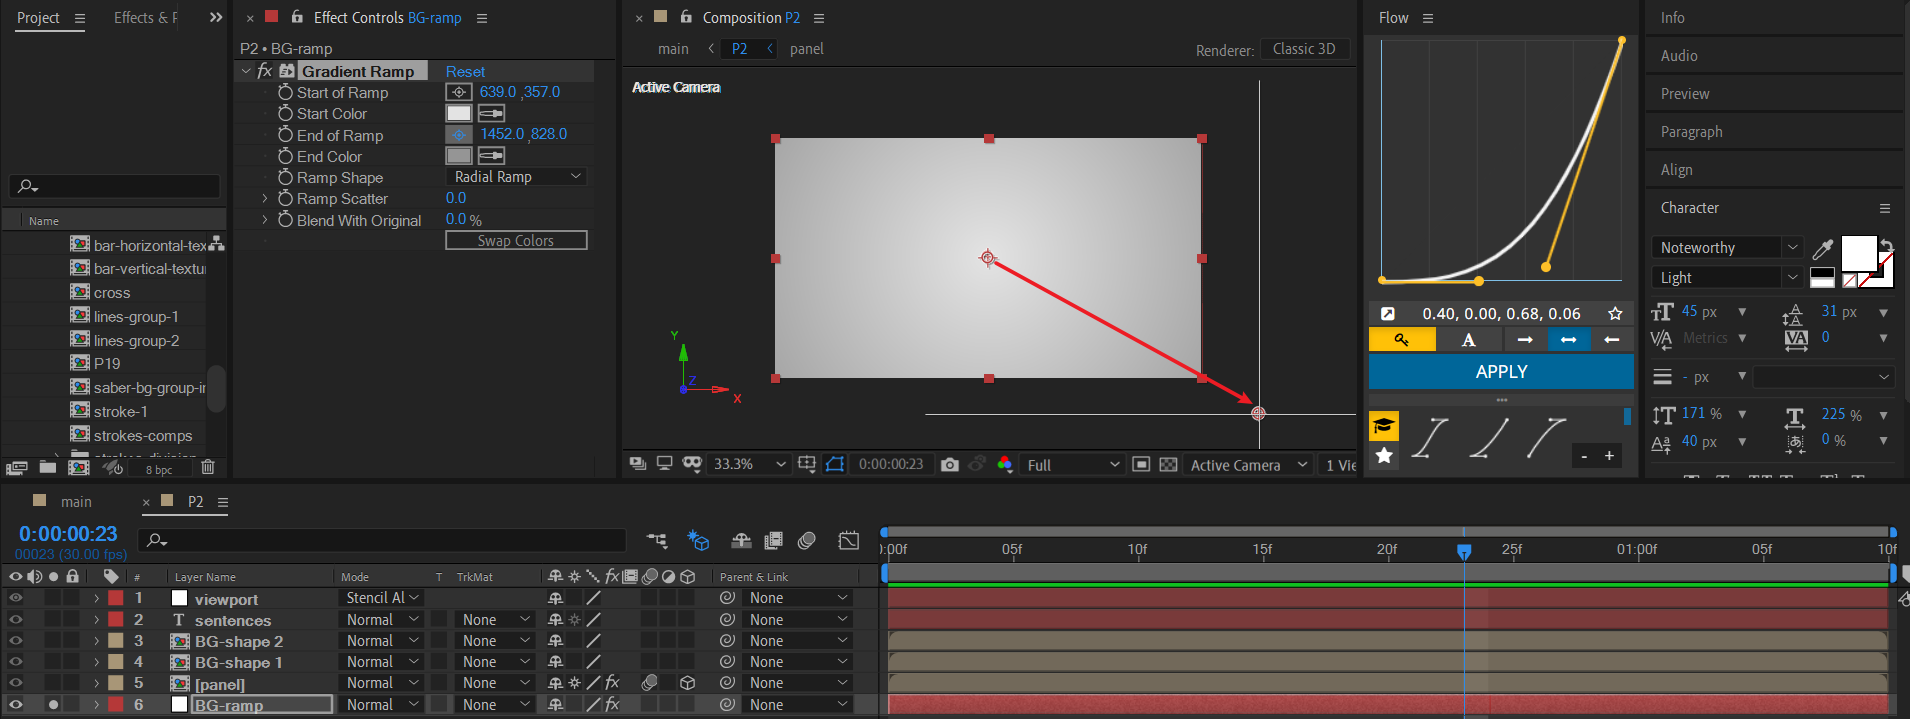 Project
Effects & F
Effect Controls BG-ramp
P2 • BG-ramp
fx Gradient Ramp Reset
Start of Ramp 639.0 ,357.0
Start Color
End of Ramp 1452.0 ,828.0
End Color
Ramp Shape Radial Ramp
Ramp Scatter 0.0
Blend With Original 0.0 %
Swap Colors
Name
bar-horizontal-tex
bar-vertical-textu
cross
lines-group-1
lines-group-2
P19
saber-bg-group-i
stroke-1
strokes-comps
8 bpc
Composition P2
main < P2 < panel
Renderer: Classic 3D
Active Camera
Y
Z
X
33.3%
0:00:00:23
Full
Active Camera
1 Vie
Flow
0.40, 0.00, 0.68, 0.06
A
APPLY
- +
Info
Audio
Preview
Paragraph
Align
Character
Noteworthy
Light
45 px
31 px
Metrics
0
- px
171 %
225 %
40 px
0 %
main
P2
0:00:00:23
00023 (30.00 fps)
# Layer Name Mode T TrkMat fx Parent & Link
1 viewport Stencil Al None
2 T sentences Normal None None
3 BG-shape 2 Normal None None
4 BG-shape 1 Normal None None
5 [panel] Normal None fx None
6 BG-ramp Normal None fx None
):00f 05f 10f 15f 20f 25f 01:00f 05f 10f